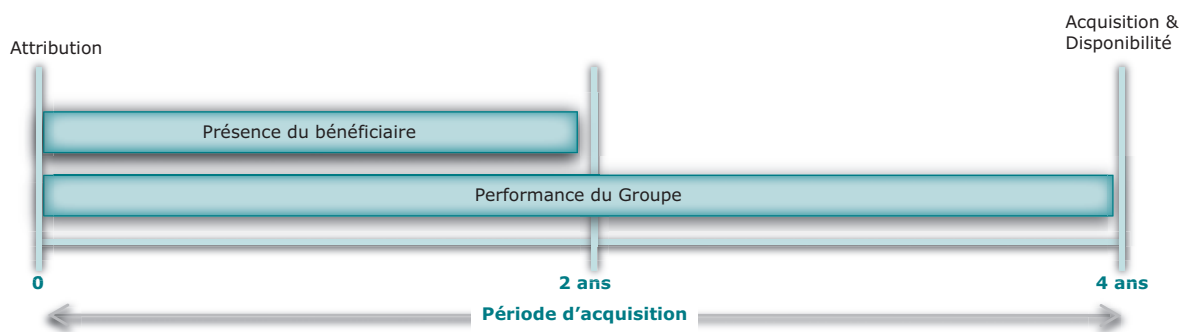 Acquisition &
Disponibilité
Attribution
Présence du bénéficiaire
Performance du Groupe
0
2 ans
4 ans
Période d’acquisition